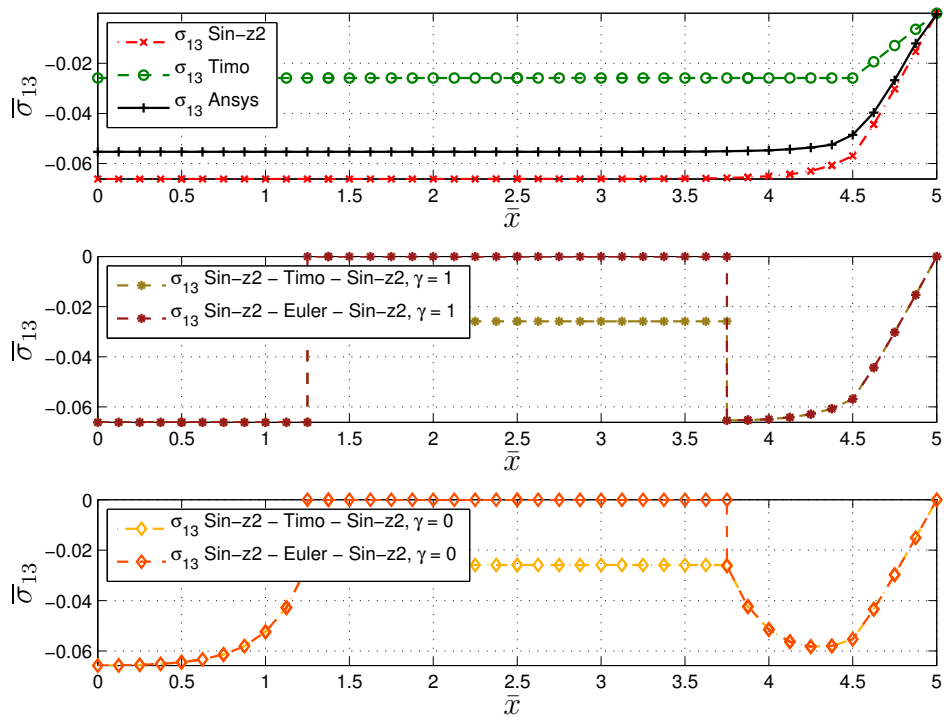 σ13 Sin−z2
σ13 Timo
σ13 Ansys
−0.02
−0.04
−0.06
σ̅13
0 0.5 1 1.5 2 2.5 3 3.5 4 4.5 5
x̄
σ13 Sin−z2 − Timo − Sin−z2, γ = 1
σ13 Sin−z2 − Euler − Sin−z2, γ = 1
0
−0.02
−0.04
−0.06
σ̅13
0 0.5 1 1.5 2 2.5 3 3.5 4 4.5 5
x̄
σ13 Sin−z2 − Timo − Sin−z2, γ = 0
σ13 Sin−z2 − Euler − Sin−z2, γ = 0
0
−0.02
−0.04
−0.06
σ̅13
0 0.5 1 1.5 2 2.5 3 3.5 4 4.5 5
x̄